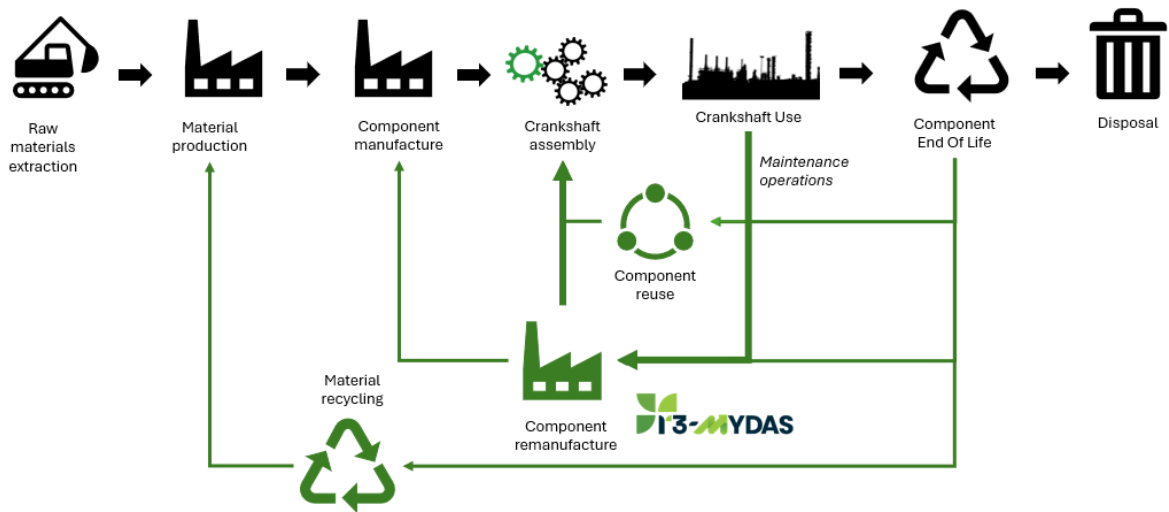 Raw
materials
extraction
Material
production
Component
manufacture
Crankshaft
assembly
Crankshaft Use
Component
End Of Life
Disposal
Maintenance
operations
Component
reuse
Material
recycling
Component
remanufacture
r3-MYDAS